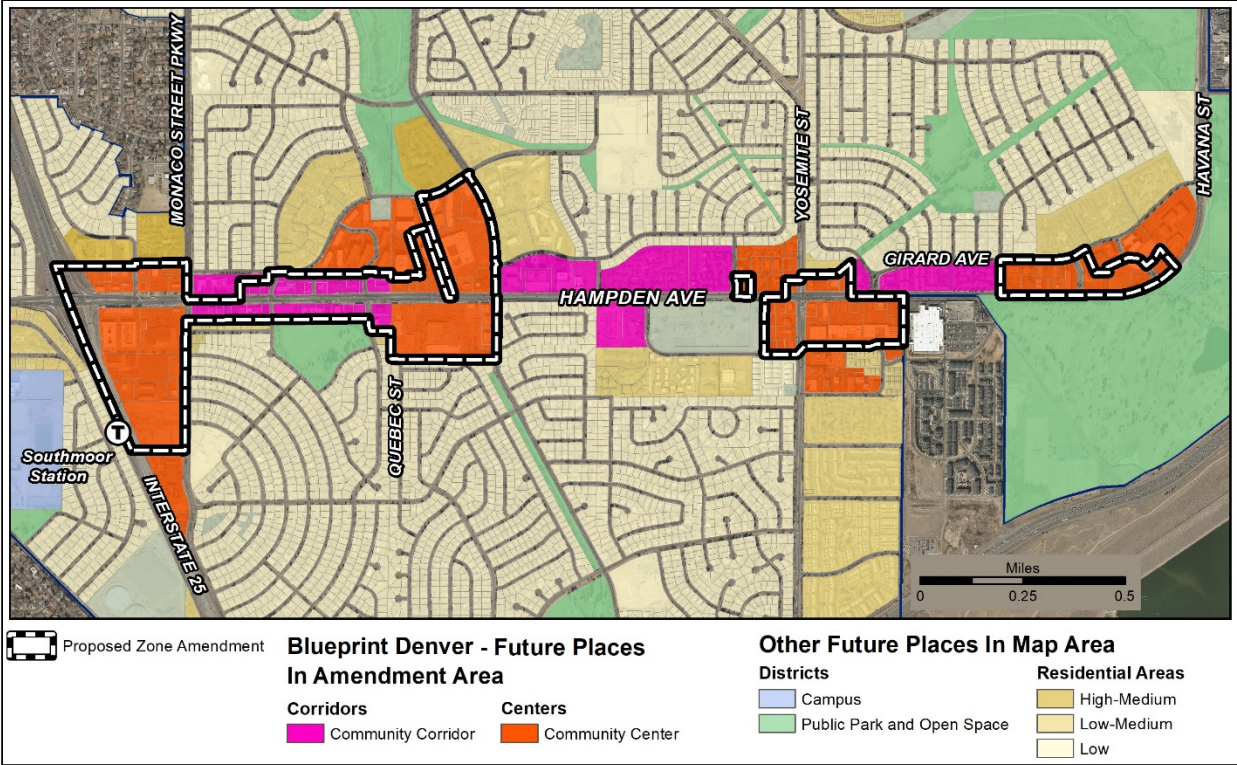 MONACO STREET PKWY
YOSEMITE ST
HAVANA ST
GIRARD AVE
HAMPDEN AVE
QUEBEC ST
T
Southmoor
Station
INTERSTATE 25
Miles
0 0.25 0.5
Proposed Zone Amendment
Blueprint Denver - Future Places
In Amendment Area
Corridors
Centers
Community Corridor
Community Center
Other Future Places In Map Area
Districts
Residential Areas
Campus
High-Medium
Public Park and Open Space
Low-Medium
Low